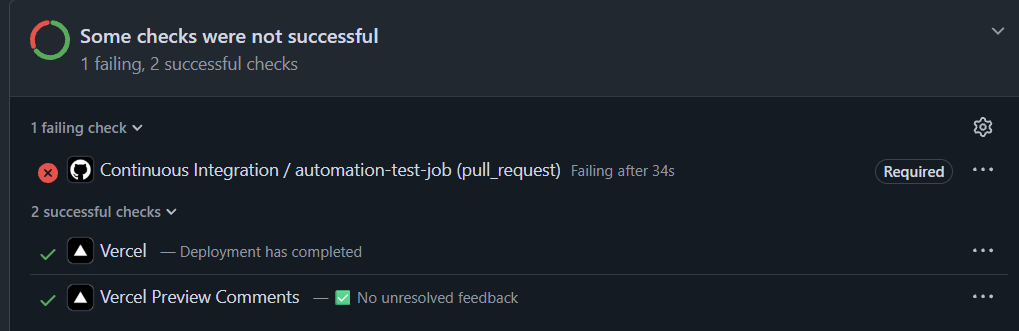 Some checks were not successful
1 failing, 2 successful checks
1 failing check
Continuous Integration / automation-test-job (pull_request) Failing after 34s Required
2 successful checks
Vercel — Deployment has completed
Vercel Preview Comments — ✅ No unresolved feedback